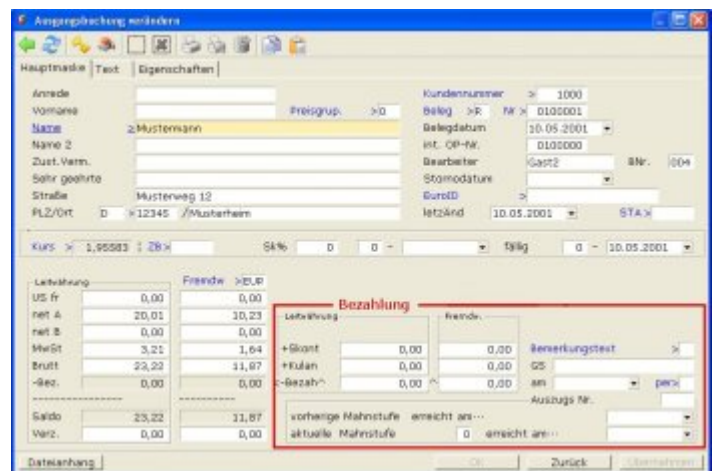 Ausgangsbuchung verändern
Hauptmaske Text Eigenschaften
Anrede Kundennummer > 1000
Vorname Preisgrup. >0 Beleg >R Nr > 0100001
Name >Mustermann Belegdatum 10.05.2001
Name 2 int. OP-Nr. 0100000
Zust.Verm. Bearbeiter Gast2 BNr. 004
Sehr geehrte Stornodatum
Straße Musterweg 12 EuroID >
PLZ/Ort D >12345 /Musterheim letzÄnd 10.05.2001 STA>
Kurs > 1,95583 : ZB> Sk% 0 0 - fällig 0 - 10.05.2001
Leitwährung Fremdw >EUR
US fr 0,00 0,00 Bezahlung
net A 20,01 10,23 Leitwährung Fremdw.
net B 0,00 0,00
MwSt 3,21 1,64 +Skont 0,00 0,00 Bemerkungstext >
Brutt 23,22 11,87 +Kulan 0,00 0,00 GS
-Bez. 0,00 0,00 <-Bezah^ 0,00 ^ 0,00 am per>
---------------- ---------- Auszugs Nr.
Saldo 23,22 11,87 vorherige Mahnstufe erreicht am···
Verz. 0,00 0,00 aktuelle Mahnstufe 0 erreicht am···
Dateianhang OK Zurück Übernehmen